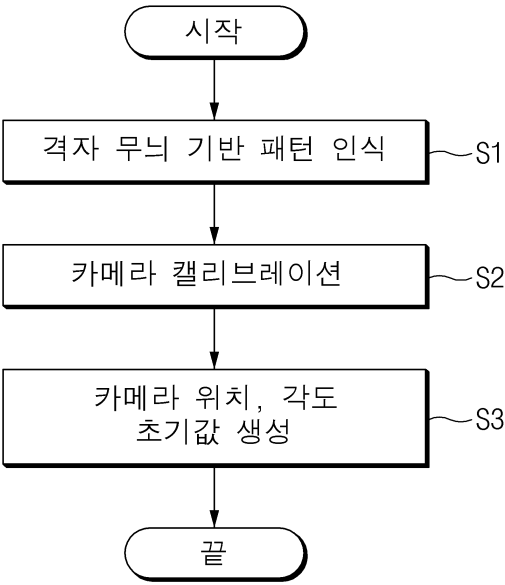 시작
격자 무늬 기반 패턴 인식
S1
카메라 캘리브레이션
S2
카메라 위치, 각도
초기값 생성
S3
끝